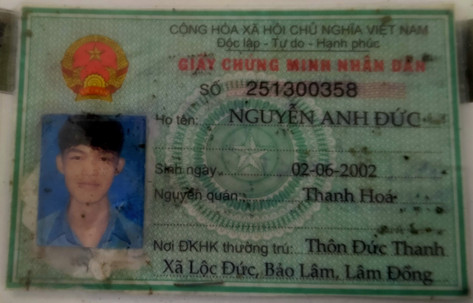 CỘNG HÒA XÃ HỘI CHỦ NGHĨA VIỆT NAM
Độc lập - Tự do - Hạnh phúc
GIẤY CHỨNG MINH NHÂN DÂN
SỐ 251300358
Họ tên: NGUYỄN ANH ĐỨC
Sinh ngày 02-06-2002
Nguyên quán Thanh Hoá
Nơi ĐKHK thường trú: Thôn Đức Thanh
Xã Lộc Đức, Bảo Lâm, Lâm Đồng